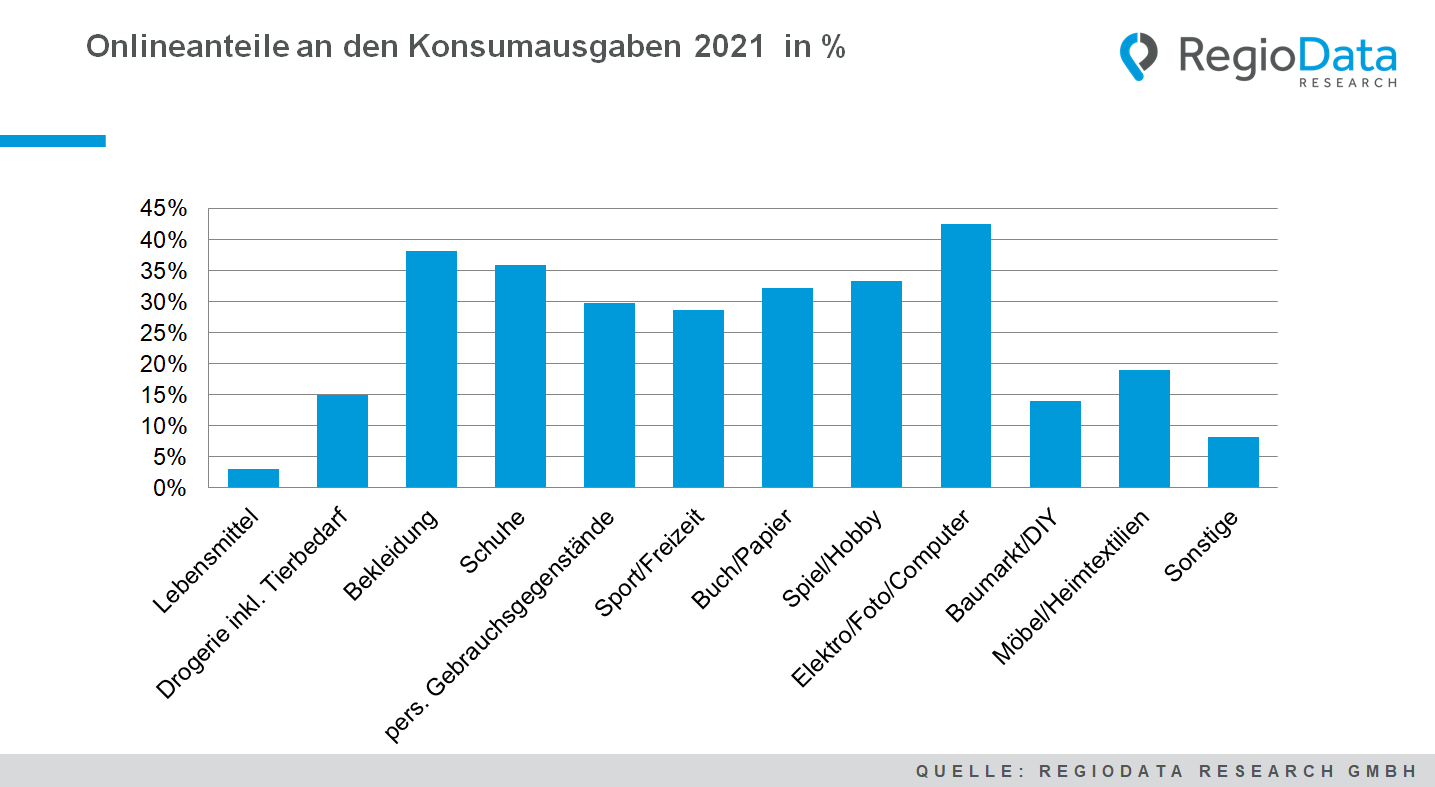 Onlineanteile an den Konsumausgaben 2021 in %
RegioData
RESEARCH
45%
40%
35%
30%
25%
20%
15%
10%
5%
0%
Lebensmittel
Drogerie inkl. Tierbedarf
Bekleidung
Schuhe
pers. Gebrauchsgegenstände
Sport/Freizeit
Buch/Papier
Spiel/Hobby
Elektro/Foto/Computer
Baumarkt/DIY
Möbel/Heimtextilien
Sonstige
QUELLE: REGIODATA RESEARCH GMBH